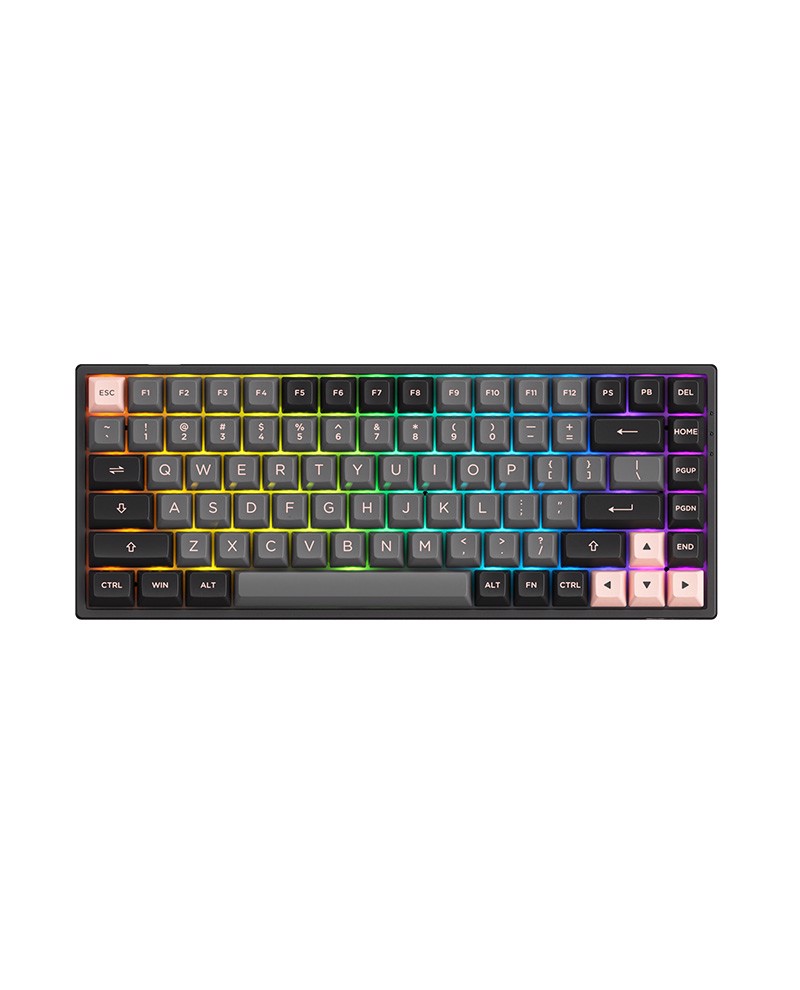 ESC F1 F2 F3 F4 F5 F6 F7 F8 F9 F10 F11 F12 PS PB DEL
~ ! @ # $ % ^ & * ( ) — +
` 1 2 3 4 5 6 7 8 9 0 - = ← HOME
⇌ Q W E R T Y U I O P { } | PGUP
[ ] \
⇩ A S D F G H J K L : " PGDN
; '
⇧ Z X C V B N M < > ? ⇧ ▲ END
, . /
CTRL WIN ALT ALT FN CTRL ◀ ▼ ▶